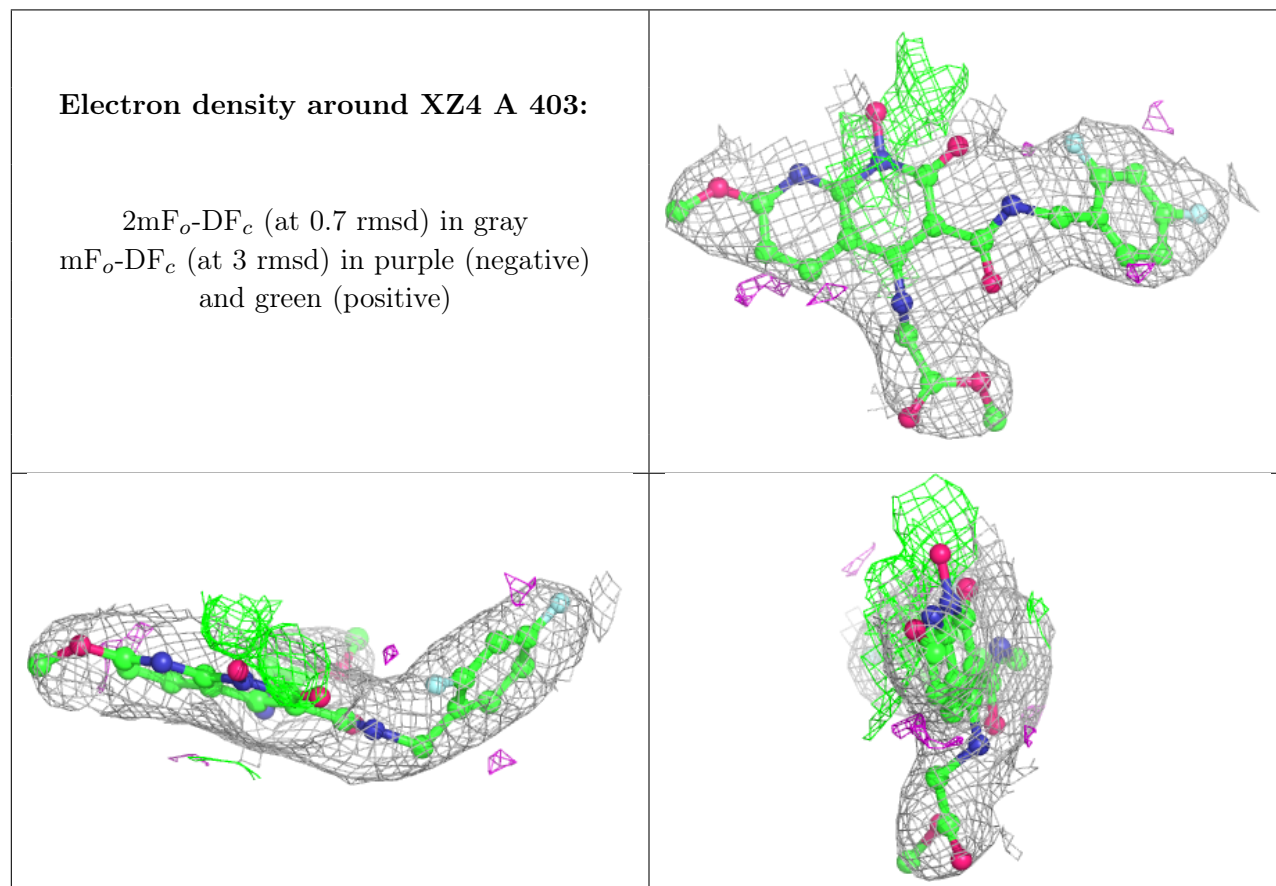 Electron density around XZ4 A 403:
2mFo-DFc (at 0.7 rmsd) in gray
mFo-DFc (at 3 rmsd) in purple (negative)
and green (positive)